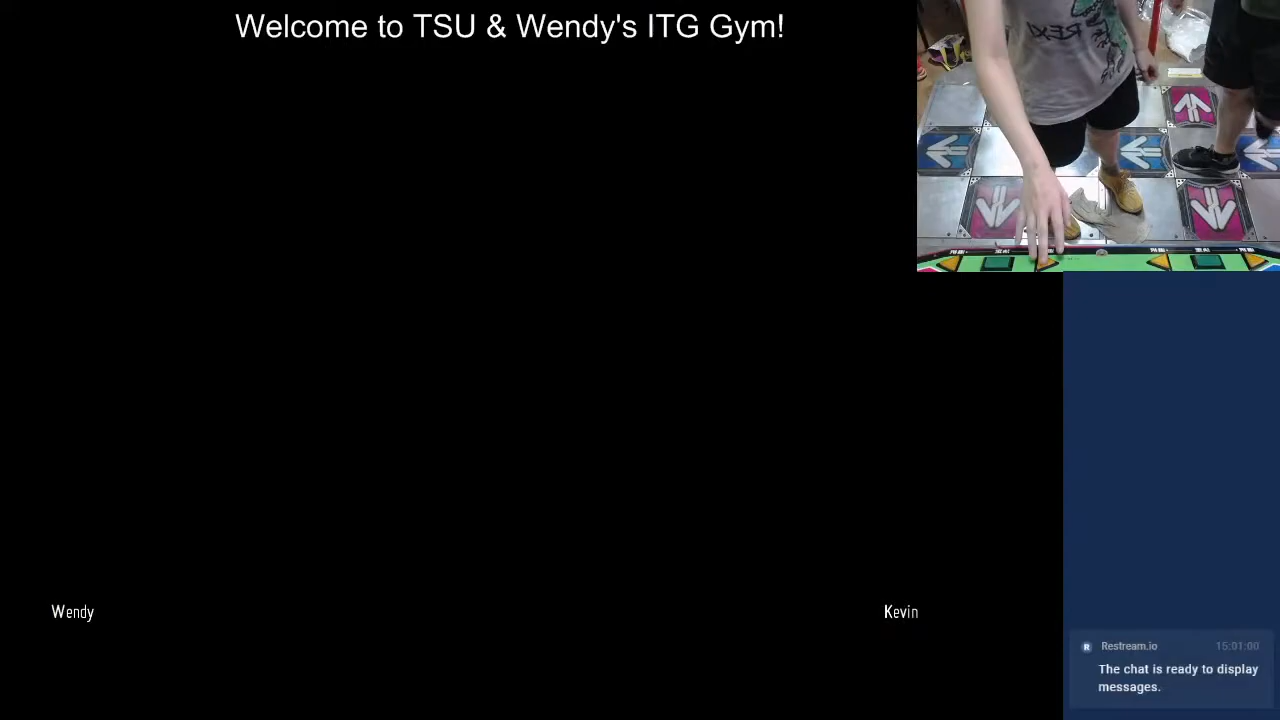 Welcome to TSU & Wendy's ITG Gym!
Wendy
Kevin
Restream.io
15:01:00
The chat is ready to display
messages.